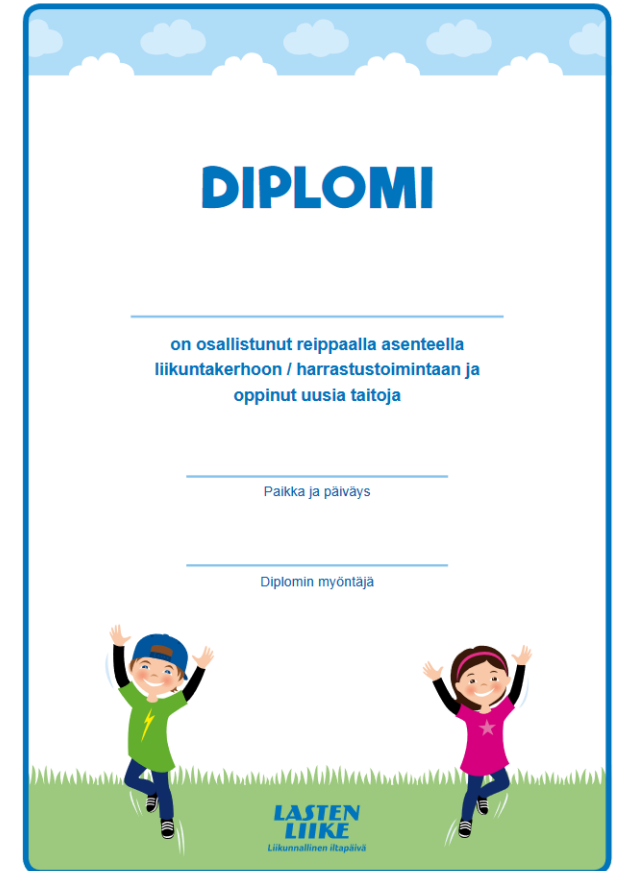 DIPLOMI
on osallistunut reippaalla asenteella
liikuntakerhoon / harrastustoimintaan ja
oppinut uusia taitoja
Paikka ja päiväys
Diplomin myöntäjä
LASTEN
LIIKE
Liikunnallinen iltapäivä